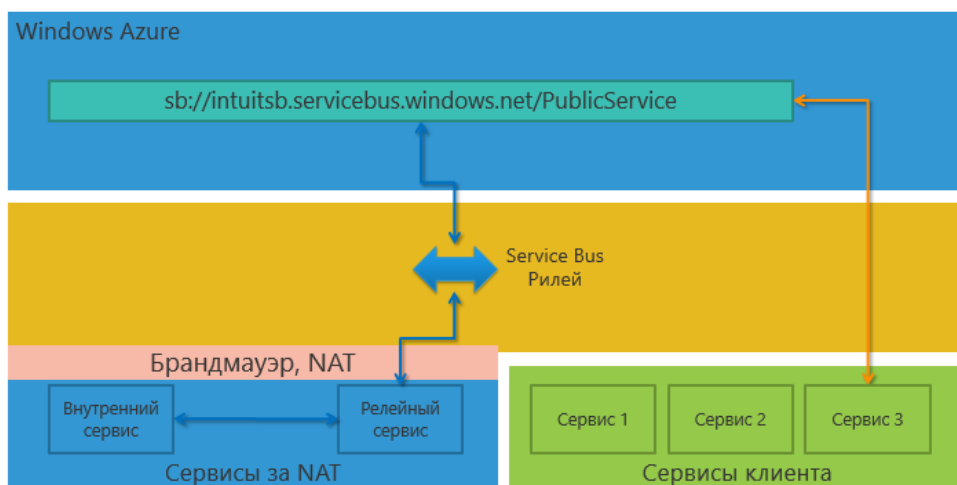 Windows Azure
sb://intuitsb.servicebus.windows.net/PublicService
Service Bus
Рилей
Брандмауэр, NAT
Внутренний
сервис
Релейный
сервис
Сервисы за NAT
Сервис 1
Сервис 2
Сервис 3
Сервисы клиента